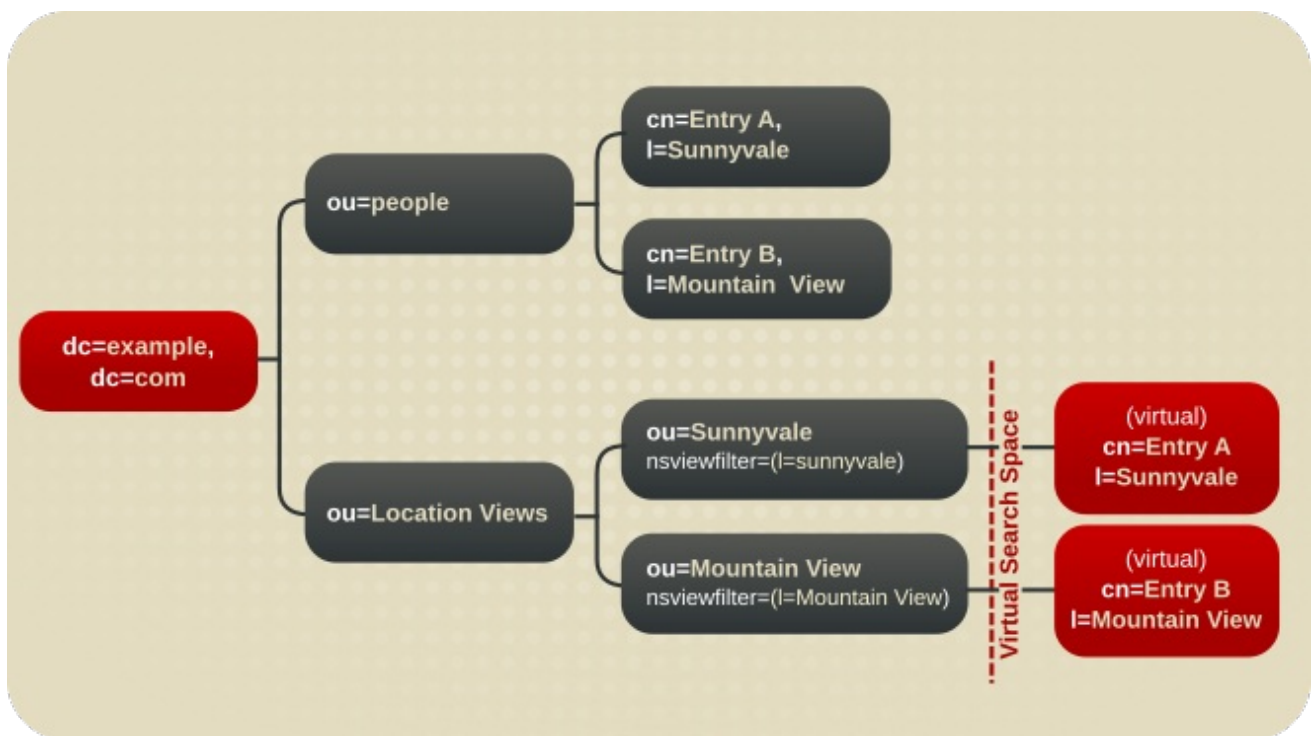 dc=example,
dc=com
ou=people
cn=Entry A,
l=Sunnyvale
cn=Entry B,
l=Mountain View
ou=Location Views
ou=Sunnyvale
nsviewfilter=(l=sunnyvale)
ou=Mountain View
nsviewfilter=(l=Mountain View)
Virtual Search Space
(virtual)
cn=Entry A
l=Sunnyvale
(virtual)
cn=Entry B
l=Mountain View